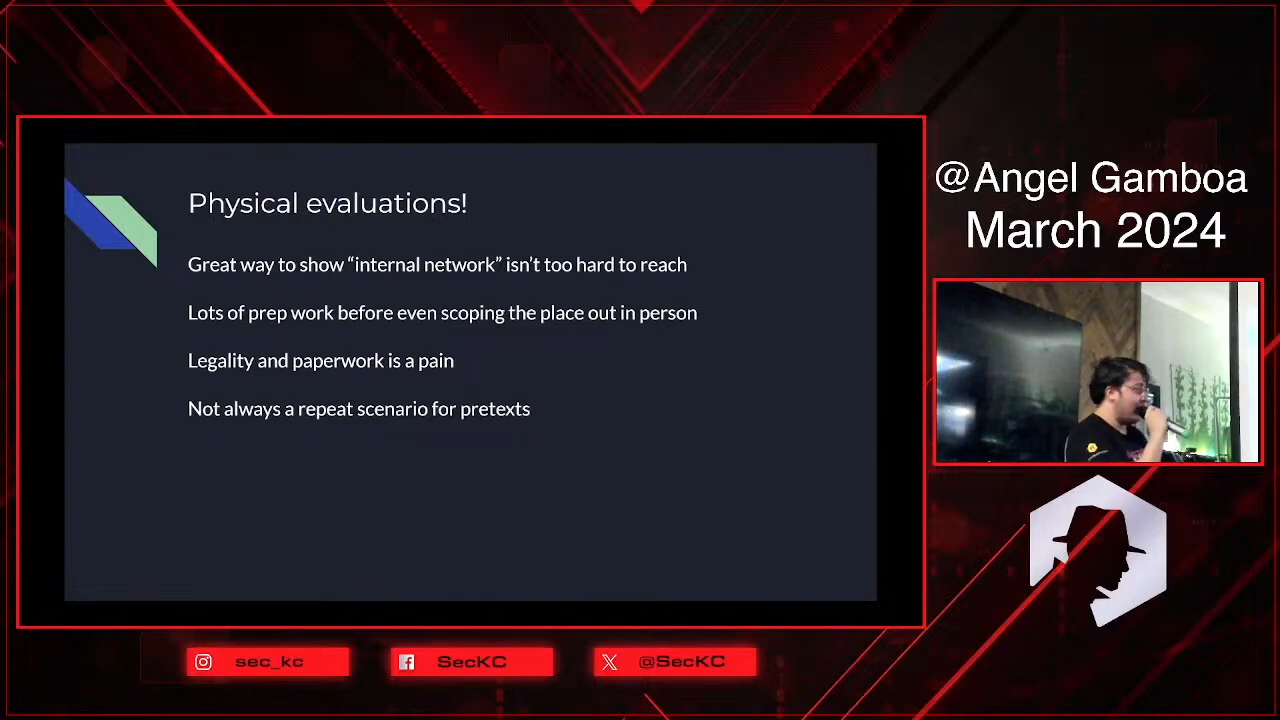 Physical evaluations!
Great way to show “internal network” isn’t too hard to reach
Lots of prep work before even scoping the place out in person
Legality and paperwork is a pain
Not always a repeat scenario for pretexts
@Angel Gamboa
March 2024
sec_kc
SecKC
@SecKC